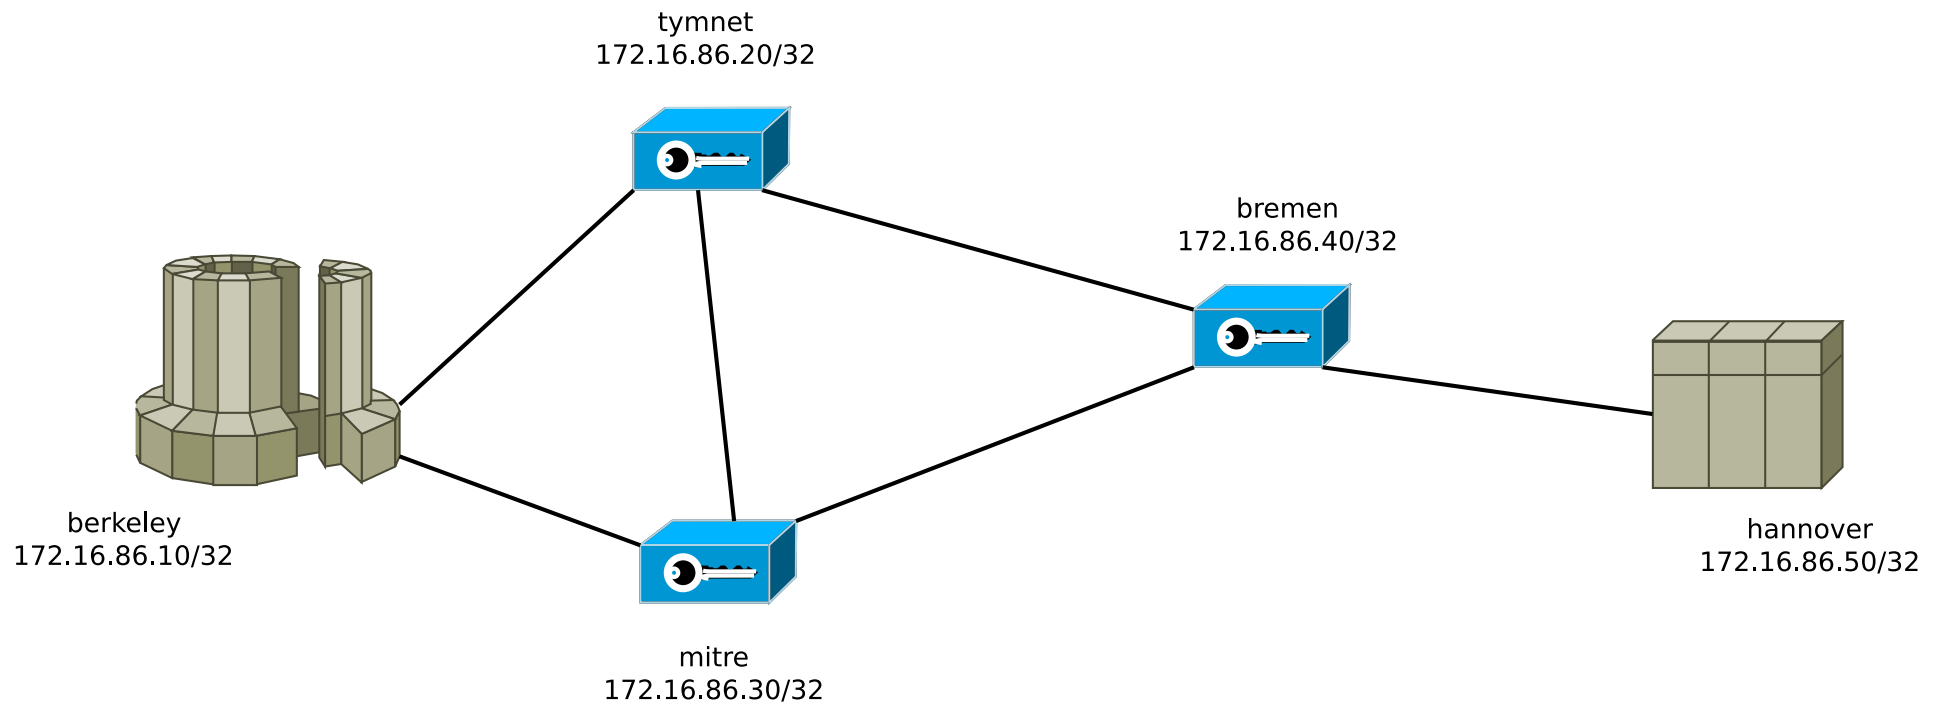 tymnet
172.16.86.20/32
bremen
172.16.86.40/32
berkeley
172.16.86.10/32
hannover
172.16.86.50/32
mitre
172.16.86.30/32